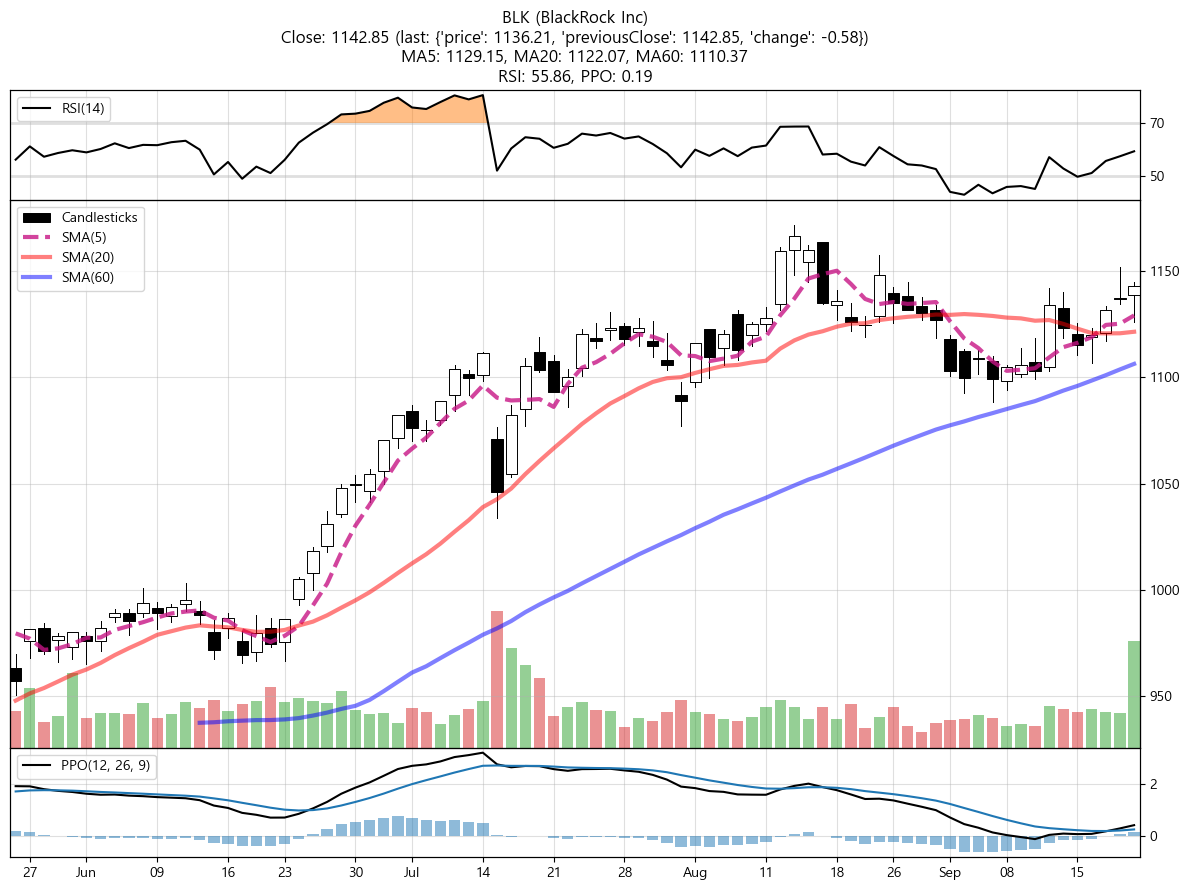 BLK (BlackRock Inc)
Close: 1142.85 (last: {'price': 1136.21, 'previousClose': 1142.85, 'change': -0.58})
MA5: 1129.15, MA20: 1122.07, MA60: 1110.37
RSI: 55.86, PPO: 0.19
RSI(14)
70
50
Candlesticks
SMA(5)
SMA(20)
SMA(60)
1150
1100
1050
1000
950
PPO(12, 26, 9)
2
0
27 Jun 09 16 23 30 Jul 14 21 28 Aug 11 18 26 Sep 08 15